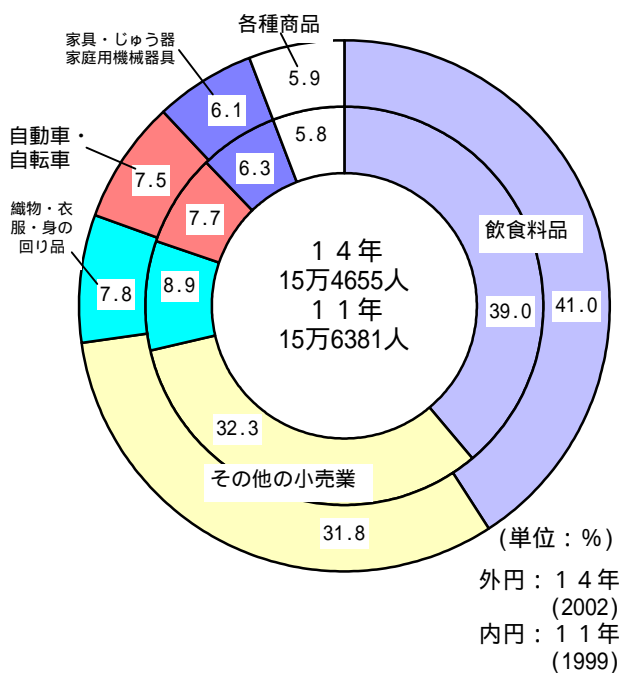 各種商品
家具・じゅう器
家庭用機械器具
5.9
6.1
5.8
自動車・
自転車
6.3
7.5
7.7
織物・衣
服・身の
回り品
飲食料品
7.8
8.9
１４年
15万4655人
１１年
15万6381人
39.0
41.0
32.3
その他の小売業
31.8
(単位：%)
外円：１４年
(2002)
内円：１１年
(1999)